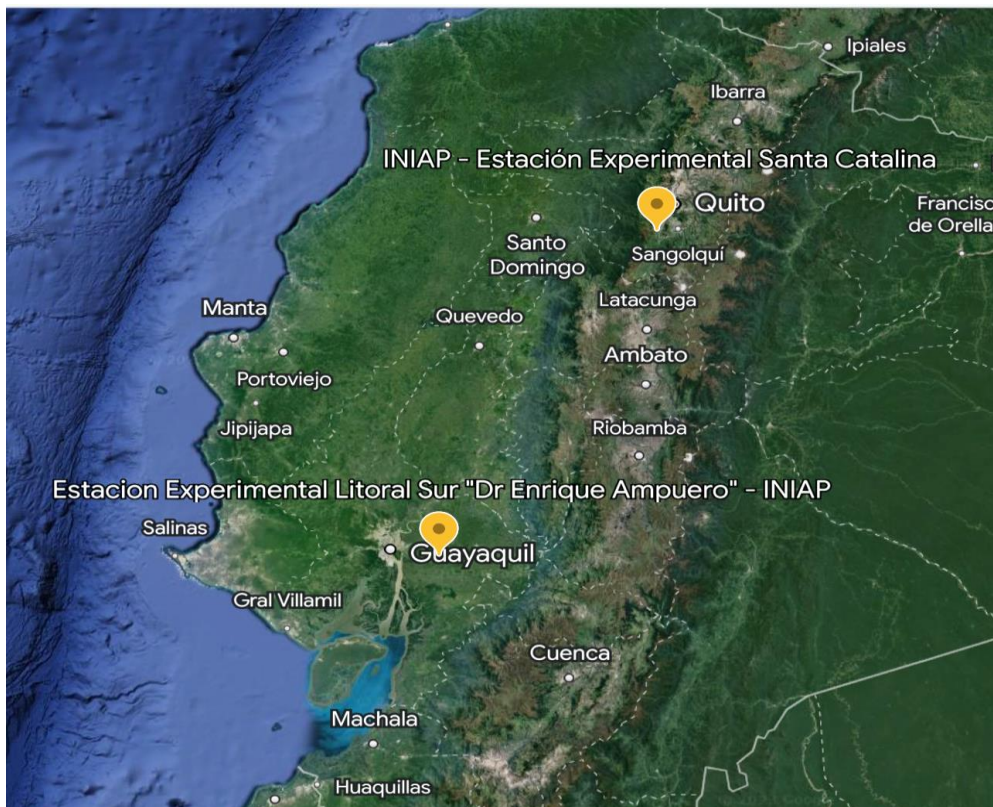 Ipiales
Ibarra
INIAP - Estación Experimental Santa Catalina
Quito
Francisc
de Orella
Santo
Domingo
Sangolquí
Latacunga
Manta
Quevedo
Ambato
Portoviejo
Jipijapa
Riobamba
Estacion Experimental Litoral Sur "Dr Enrique Ampuero" - INIAP
Salinas
Guayaquil
Gral Villamil
Cuenca
Machala
Huaquillas